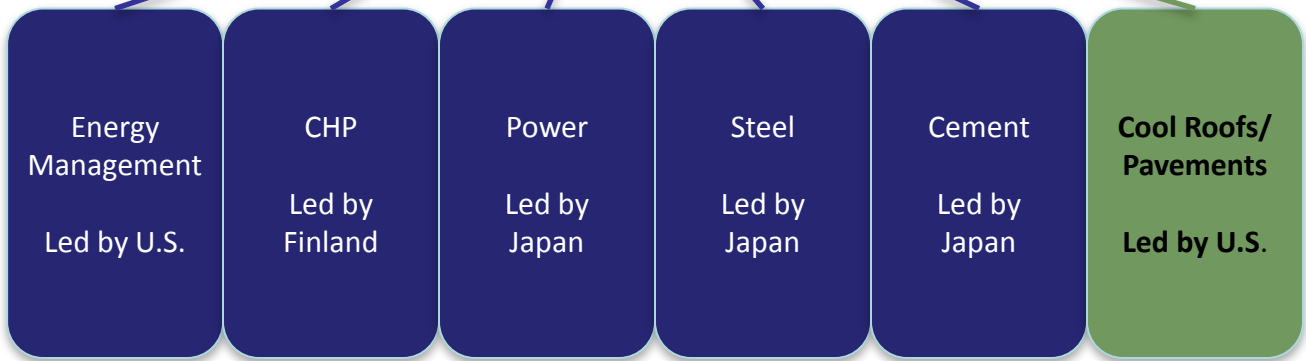 Energy
Management
Led by U.S.
CHP
Led by
Finland
Power
Led by
Japan
Steel
Led by
Japan
Cement
Led by
Japan
Cool Roofs/
Pavements
Led by U.S.